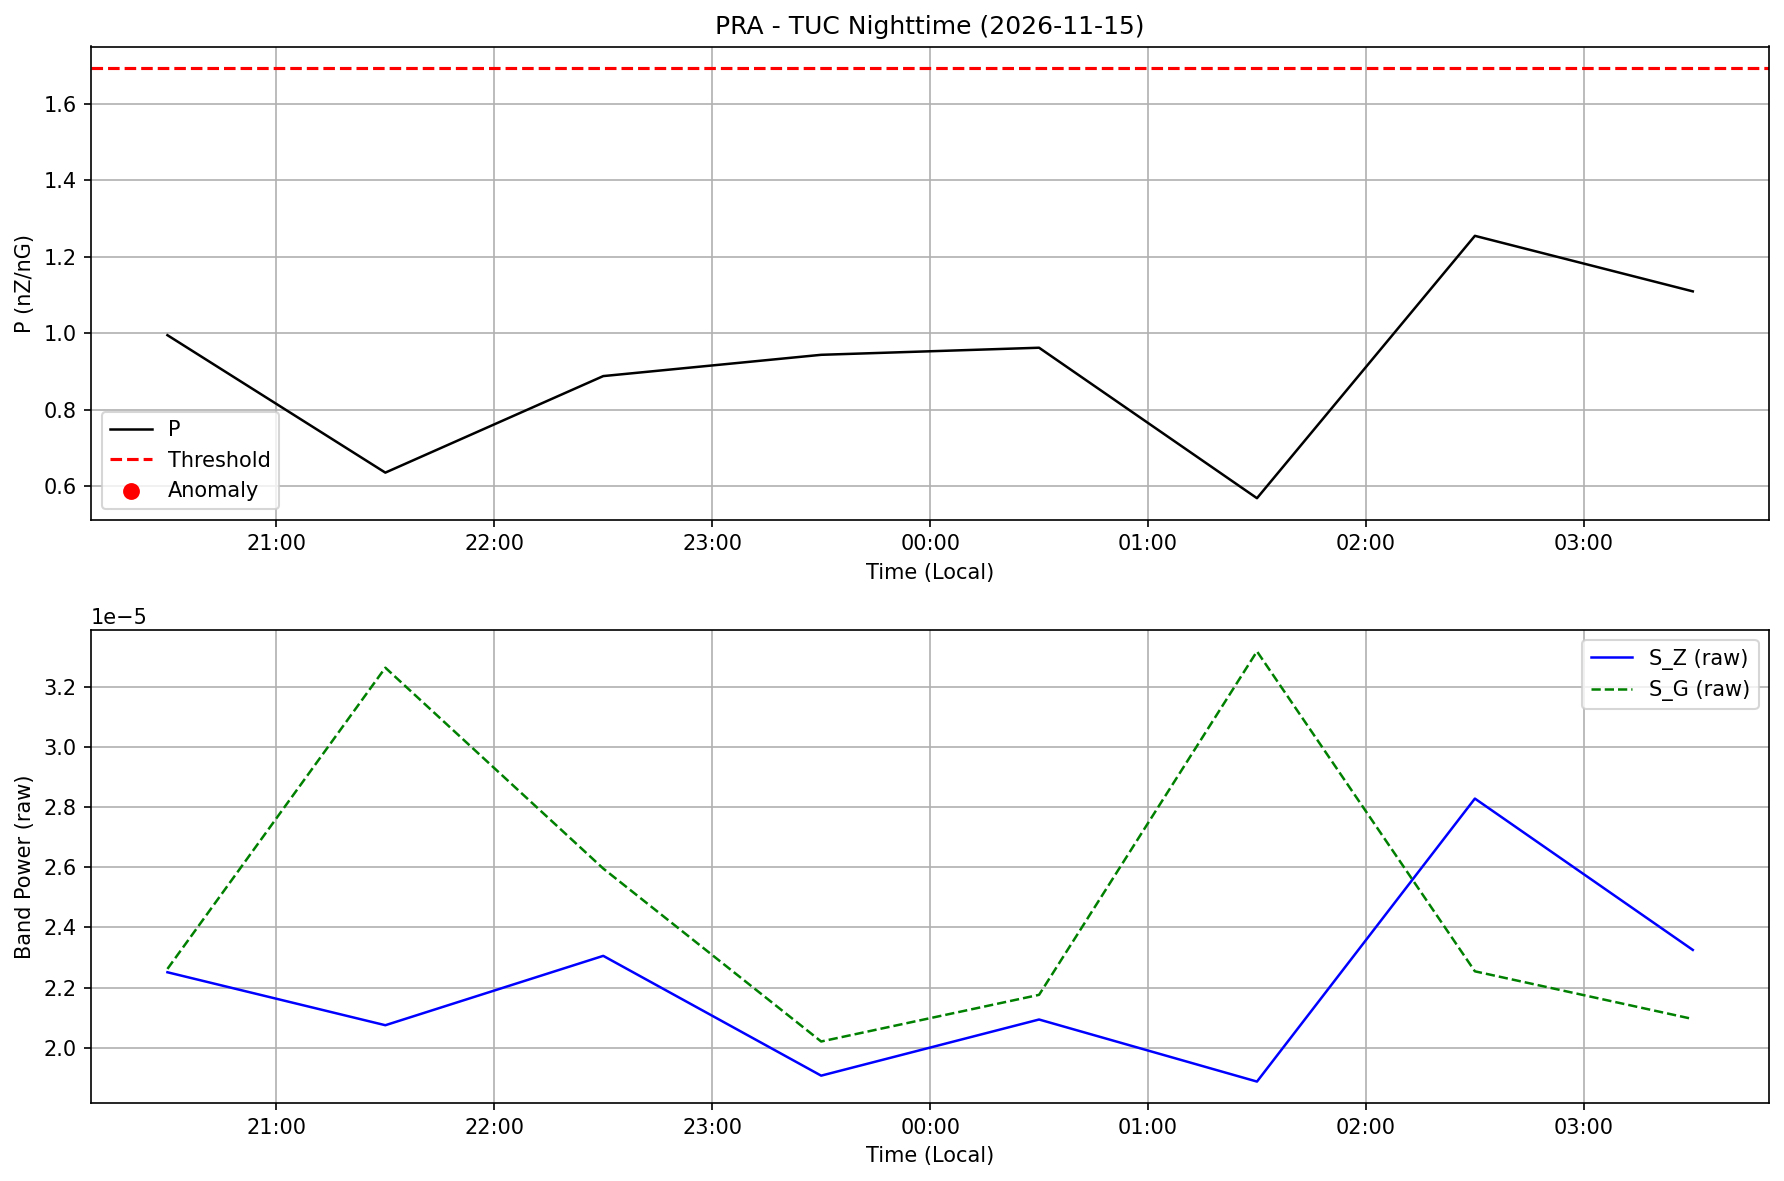 PRA - TUC Nighttime (2026-11-15)
P (nZ/nG)
1.6
1.4
1.2
1.0
0.8
0.6
P
Threshold
Anomaly
21:00 22:00 23:00 00:00 01:00 02:00 03:00
Time (Local)
1e−5
Band Power (raw)
3.2
3.0
2.8
2.6
2.4
2.2
2.0
S_Z (raw)
S_G (raw)
21:00 22:00 23:00 00:00 01:00 02:00 03:00
Time (Local)